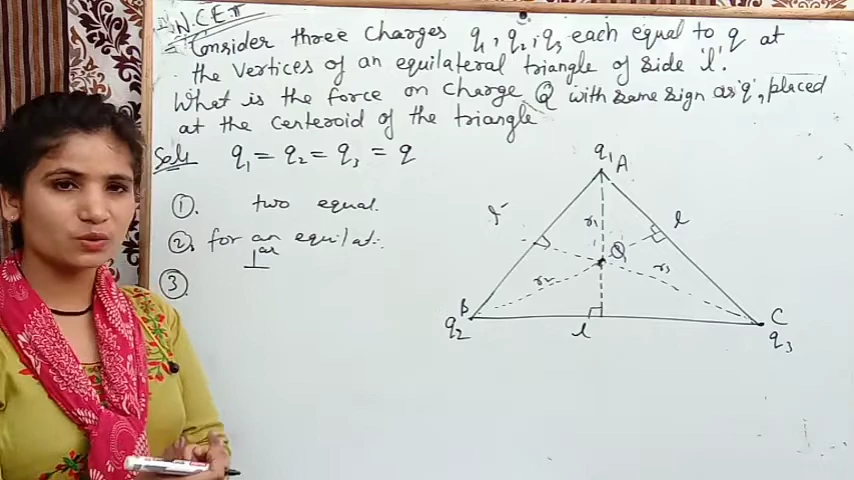 N.C.E.R.T
Consider three Charges q1, q2, q3 each equal to q at
the vertices of an equilateral triangle of side 'l'.
What is the force on charge Q with same sign as 'q', placed
at the centeroid of the triangle
Sol:
q1 = q2 = q3 = q
①. two equal.
②. for an equilat..
⊥ar
③
q1 A
l
r1
Q
r2
r3
B
q2
l
C
q3